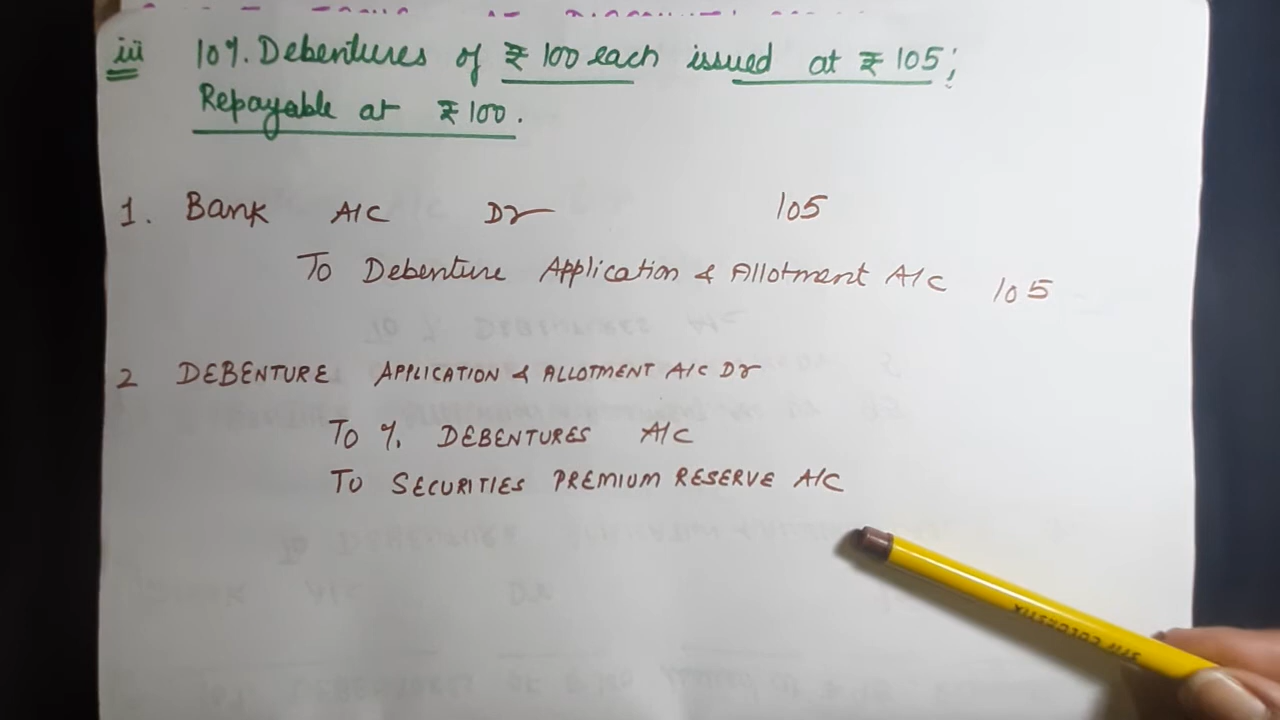 iii 10%. Debentures of ₹ 100 each issued at ₹ 105;
Repayable at ₹ 100.
1. Bank A/C Dr 105
To Debenture Application & Allotment A/C 105
2 DEBENTURE APPLICATION & ALLOTMENT A/C Dr
To %. DEBENTURES A/C
To SECURITIES PREMIUM RESERVE A/C